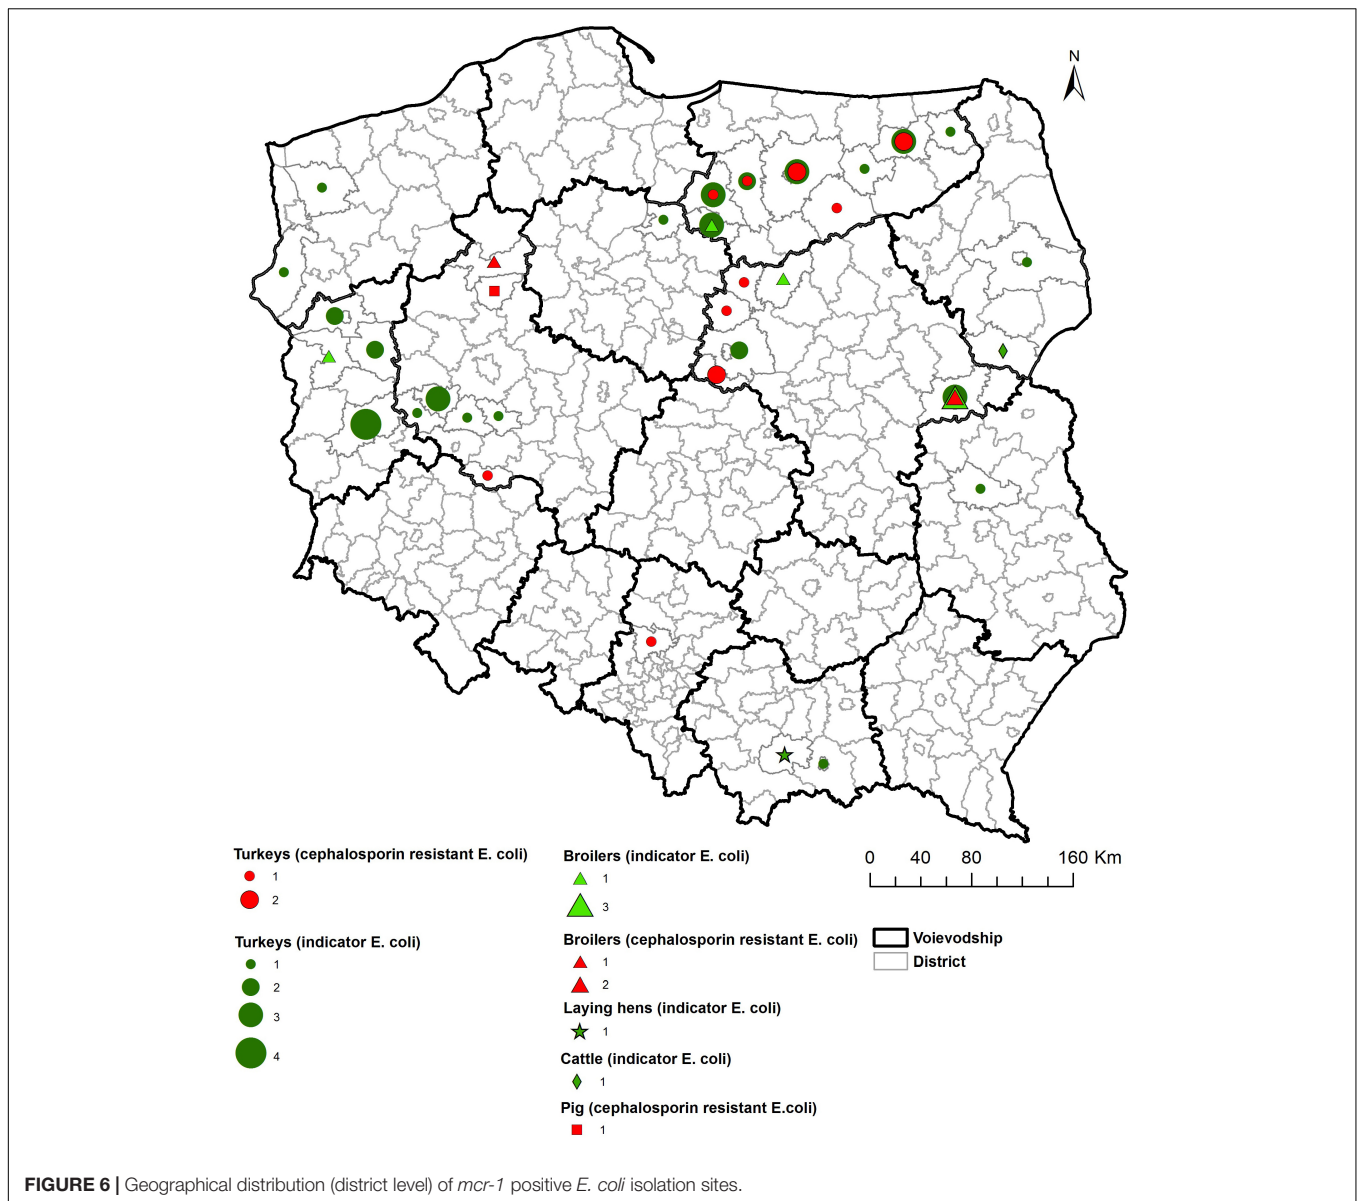 N
Turkeys (cephalosporin resistant E. coli)
1
2
Turkeys (indicator E. coli)
1
2
3
4
Broilers (indicator E. coli)
1
3
Broilers (cephalosporin resistant E. coli)
1
2
Laying hens (indicator E. coli)
1
Cattle (indicator E. coli)
1
Pig (cephalosporin resistant E.coli)
1
0 40 80 160 Km
Voievodship
District
FIGURE 6 | Geographical distribution (district level) of mcr-1 positive E. coli isolation sites.